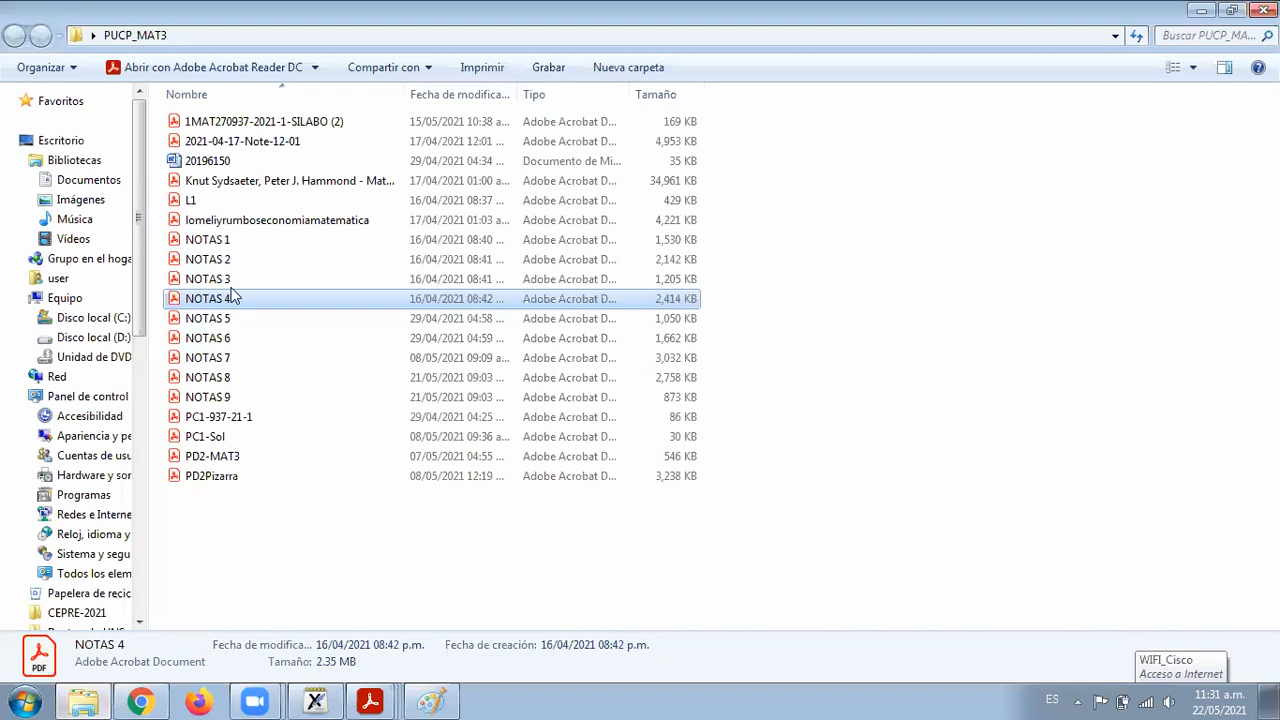 PUCP_MAT3
Buscar PUCP_MA...
Organizar
Abrir con Adobe Acrobat Reader DC
Compartir con
Imprimir
Grabar
Nueva carpeta
Nombre
Fecha de modifica...
Tipo
Tamaño
1MAT270937-2021-1-SILABO (2) 15/05/2021 10:38 a... Adobe Acrobat D... 169 KB
2021-04-17-Note-12-01 17/04/2021 12:01 ... Adobe Acrobat D... 4,953 KB
20196150 29/04/2021 04:34 ... Documento de Mi... 35 KB
Knut Sydsaeter, Peter J. Hammond - Mat... 17/04/2021 01:00 a... Adobe Acrobat D... 34,961 KB
L1 16/04/2021 08:37 ... Adobe Acrobat D... 429 KB
lomeliyrumboseconomiamatematica 17/04/2021 01:03 a... Adobe Acrobat D... 4,221 KB
NOTAS 1 16/04/2021 08:40 ... Adobe Acrobat D... 1,530 KB
NOTAS 2 16/04/2021 08:41 ... Adobe Acrobat D... 2,142 KB
NOTAS 3 16/04/2021 08:41 ... Adobe Acrobat D... 1,205 KB
NOTAS 4 16/04/2021 08:42 ... Adobe Acrobat D... 2,414 KB
NOTAS 5 29/04/2021 04:58 ... Adobe Acrobat D... 1,050 KB
NOTAS 6 29/04/2021 04:59 ... Adobe Acrobat D... 1,662 KB
NOTAS 7 08/05/2021 09:09 a... Adobe Acrobat D... 3,032 KB
NOTAS 8 21/05/2021 09:03 ... Adobe Acrobat D... 2,758 KB
NOTAS 9 21/05/2021 09:03 ... Adobe Acrobat D... 873 KB
PC1-937-21-1 29/04/2021 04:25 ... Adobe Acrobat D... 86 KB
PC1-Sol 08/05/2021 09:36 a... Adobe Acrobat D... 30 KB
PD2-MAT3 07/05/2021 04:55 ... Adobe Acrobat D... 546 KB
PD2Pizarra 08/05/2021 12:19 ... Adobe Acrobat D... 3,238 KB
Favoritos
Escritorio
Bibliotecas
Documentos
Imágenes
Música
Vídeos
Grupo en el hoga
user
Equipo
Disco local (C:)
Disco local (D:)
Unidad de DVD
Red
Panel de control
Accesibilidad
Apariencia y pe
Cuentas de usu
Hardware y son
Programas
Redes e Interne
Reloj, idioma y
Sistema y segu
Todos los elem
Papelera de recic
CEPRE-2021
PDF
NOTAS 4
Adobe Acrobat Document
Fecha de modifica... 16/04/2021 08:42 p.m.
Tamaño: 2.35 MB
Fecha de creación: 16/04/2021 08:42 p.m.
WIFI_Cisco
Acceso a Internet
ES
11:31 a.m.
22/05/2021